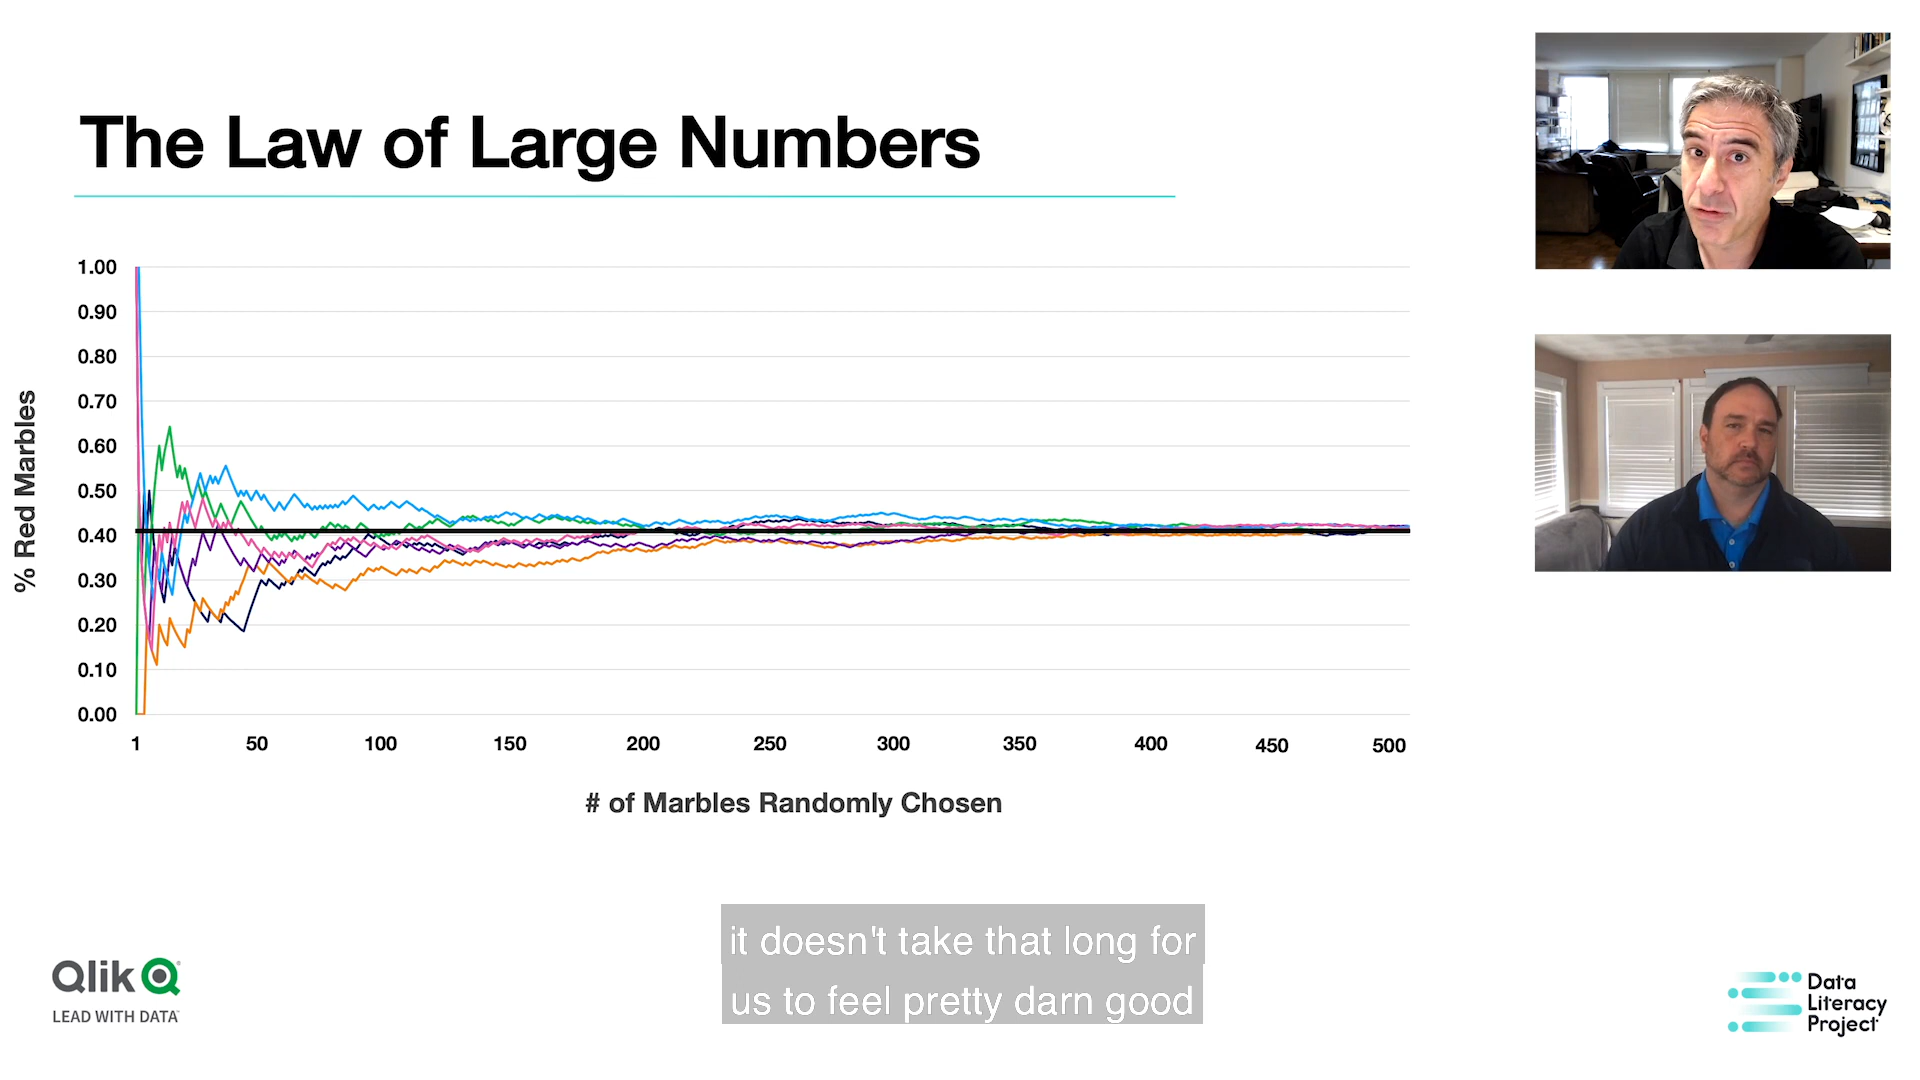 The Law of Large Numbers
% Red Marbles
1.00
0.90
0.80
0.70
0.60
0.50
0.40
0.30
0.20
0.10
0.00
1 50 100 150 200 250 300 350 400 450 500
# of Marbles Randomly Chosen
it doesn't take that long for
us to feel pretty darn good
Qlik
LEAD WITH DATA
Data
Literacy
Project